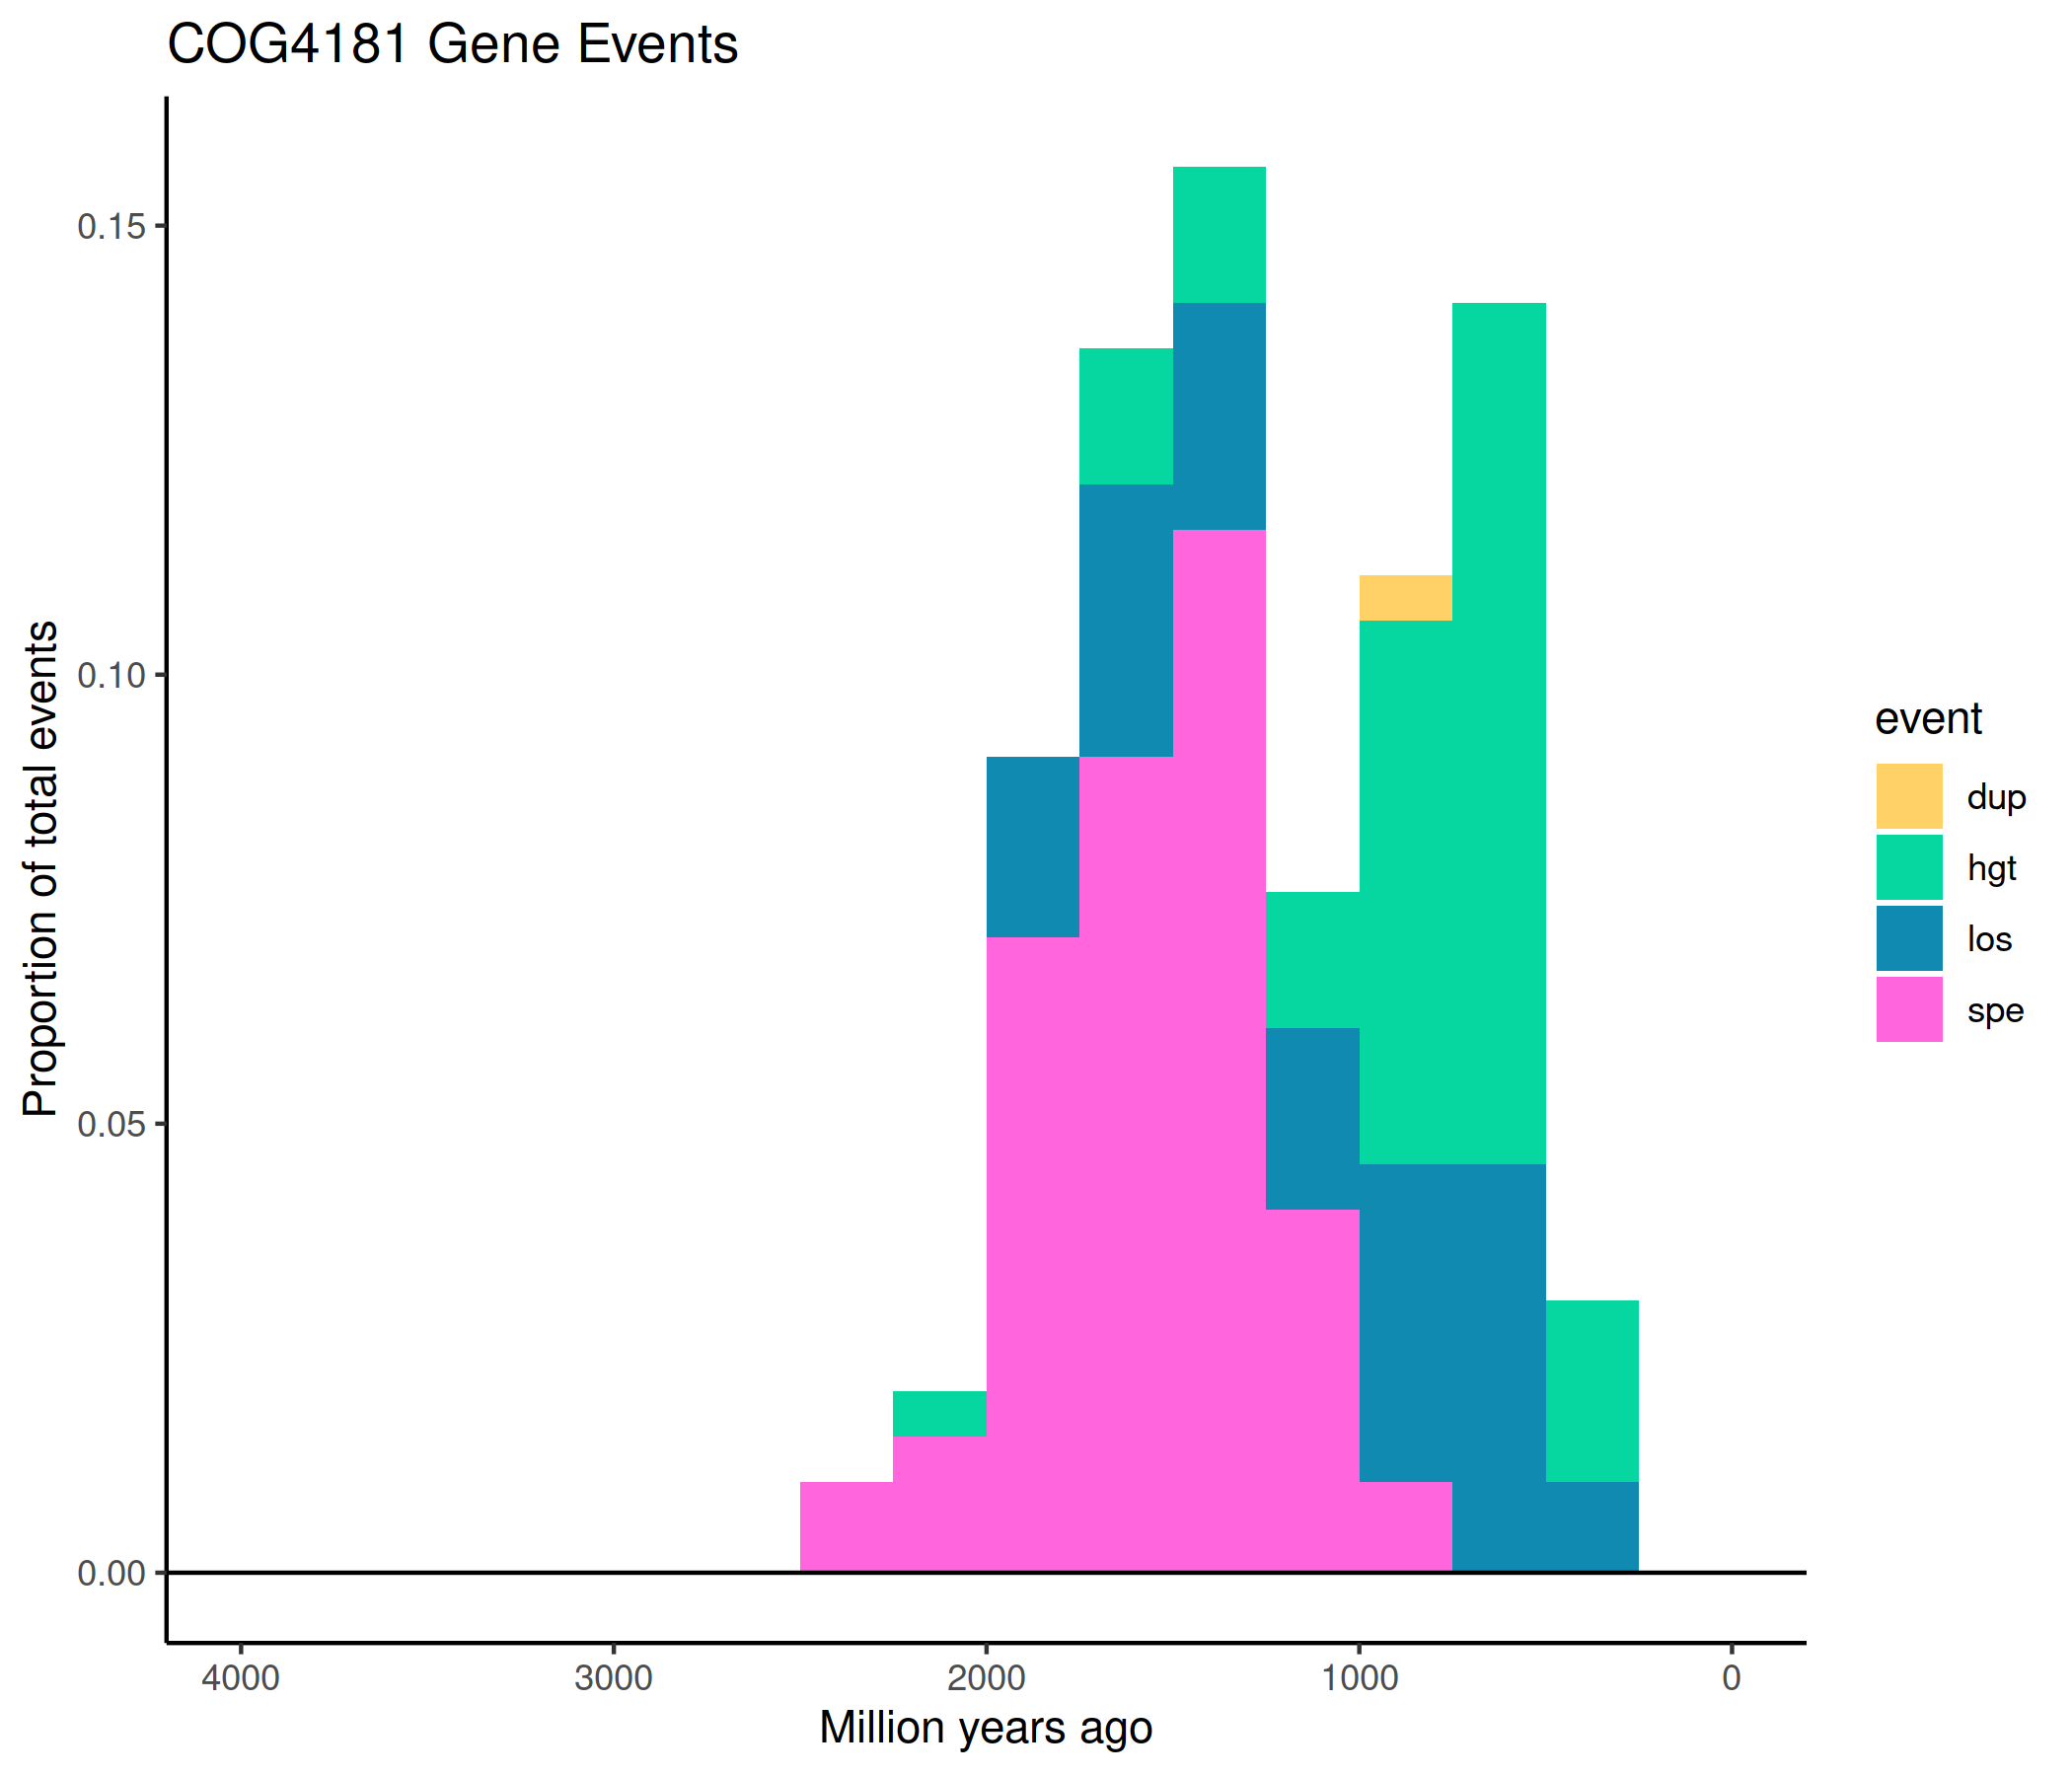 COG4181 Gene Events
Proportion of total events
0.15
0.10
0.05
0.00
4000 3000 2000 1000 0
Million years ago
event
dup
hgt
los
spe